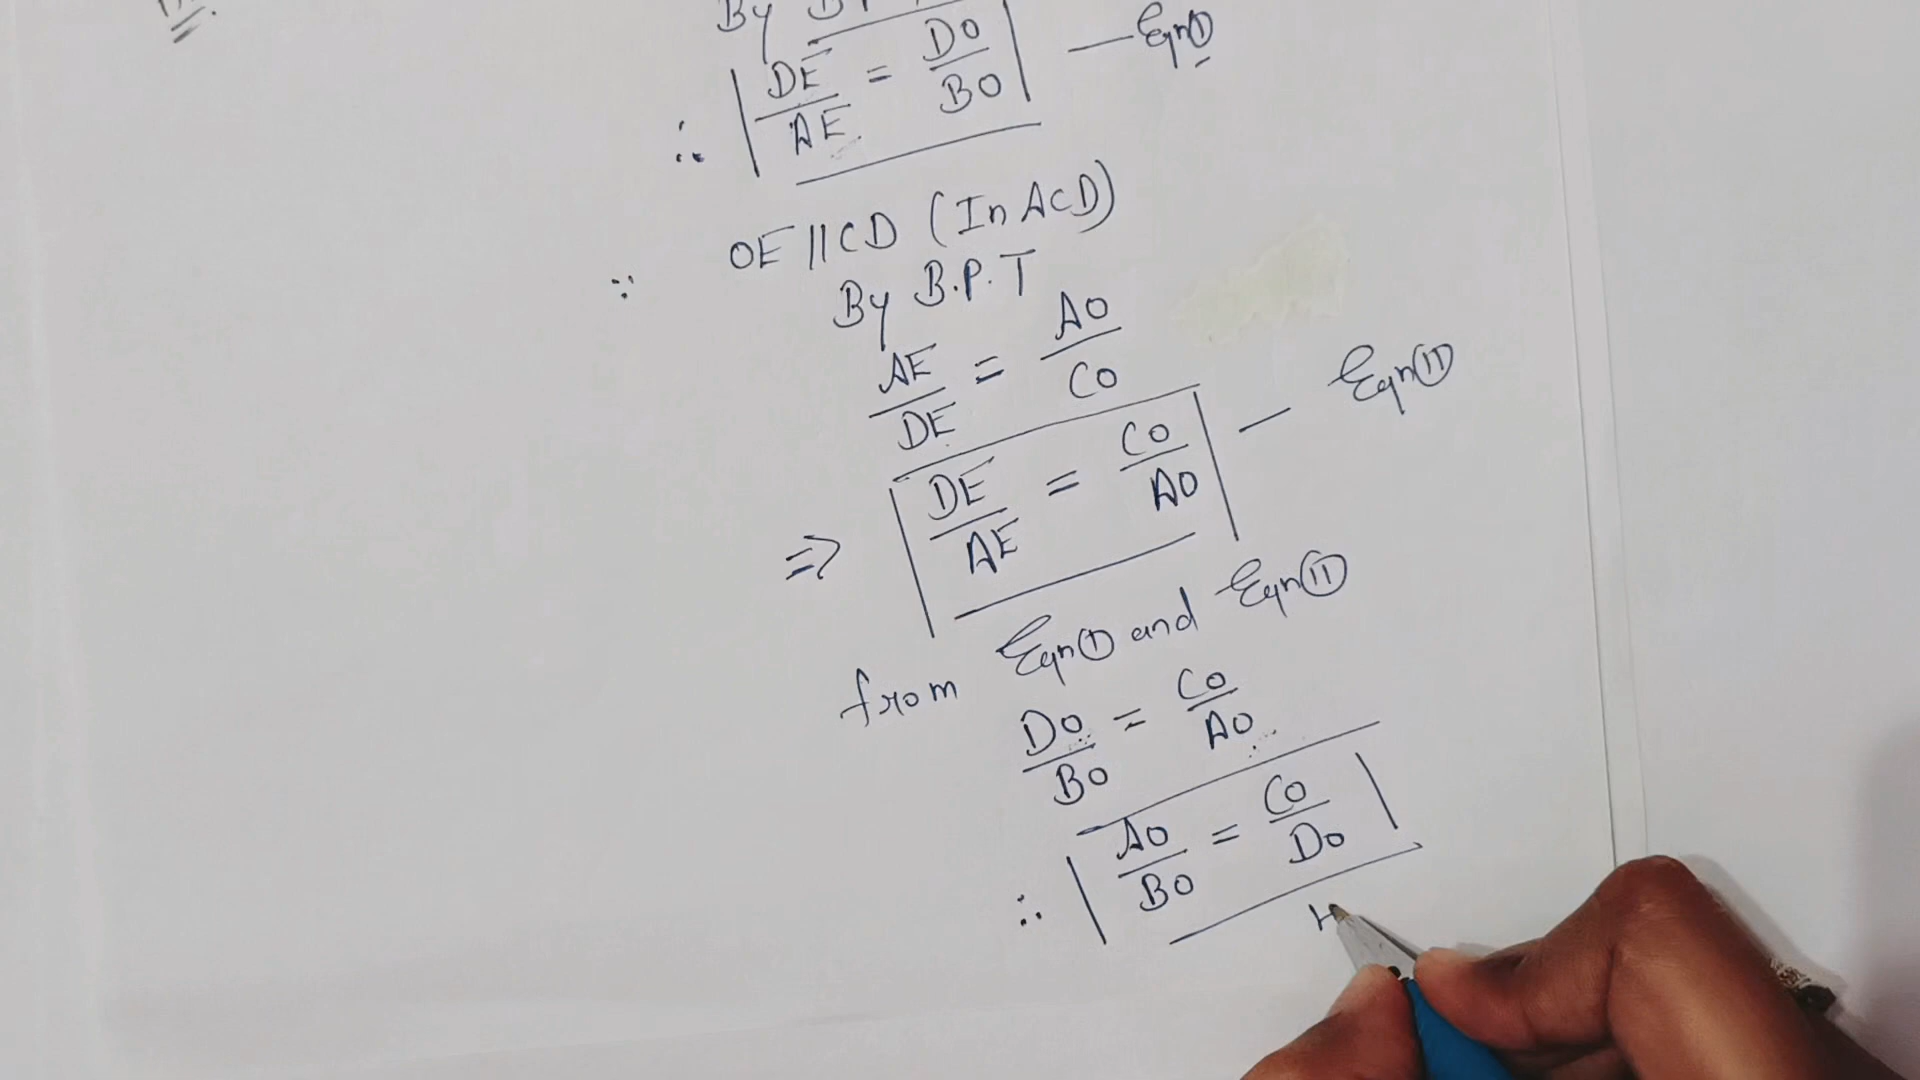 By
∴ DE/AE = DO/BO — Eqn(I)
∵ OE || CD (In ACD)
By B.P.T
AE/DE = AO/CO
⇒ DE/AE = CO/AO — Eqn(II)
from Eqn(I) and Eqn(II)
DO/BO = CO/AO
∴ AO/BO = CO/DO
H